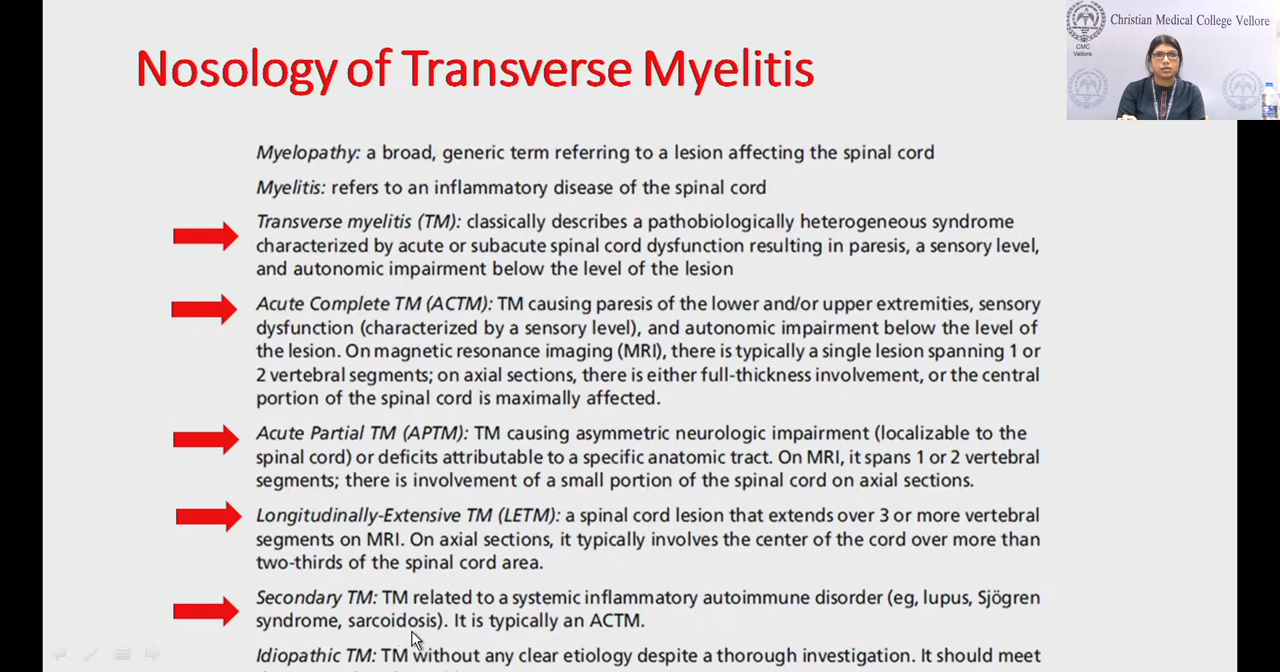 Christian Medical College Vellore
CMC
Vellore
Nosology of Transverse Myelitis
Myelopathy: a broad, generic term referring to a lesion affecting the spinal cord
Myelitis: refers to an inflammatory disease of the spinal cord
Transverse myelitis (TM): classically describes a pathobiologically heterogeneous syndrome
characterized by acute or subacute spinal cord dysfunction resulting in paresis, a sensory level,
and autonomic impairment below the level of the lesion
Acute Complete TM (ACTM): TM causing paresis of the lower and/or upper extremities, sensory
dysfunction (characterized by a sensory level), and autonomic impairment below the level of
the lesion. On magnetic resonance imaging (MRI), there is typically a single lesion spanning 1 or
2 vertebral segments; on axial sections, there is either full-thickness involvement, or the central
portion of the spinal cord is maximally affected.
Acute Partial TM (APTM): TM causing asymmetric neurologic impairment (localizable to the
spinal cord) or deficits attributable to a specific anatomic tract. On MRI, it spans 1 or 2 vertebral
segments; there is involvement of a small portion of the spinal cord on axial sections.
Longitudinally-Extensive TM (LETM): a spinal cord lesion that extends over 3 or more vertebral
segments on MRI. On axial sections, it typically involves the center of the cord over more than
two-thirds of the spinal cord area.
Secondary TM: TM related to a systemic inflammatory autoimmune disorder (eg, lupus, Sjögren
syndrome, sarcoidosis). It is typically an ACTM.
Idiopathic TM: TM without any clear etiology despite a thorough investigation. It should meet